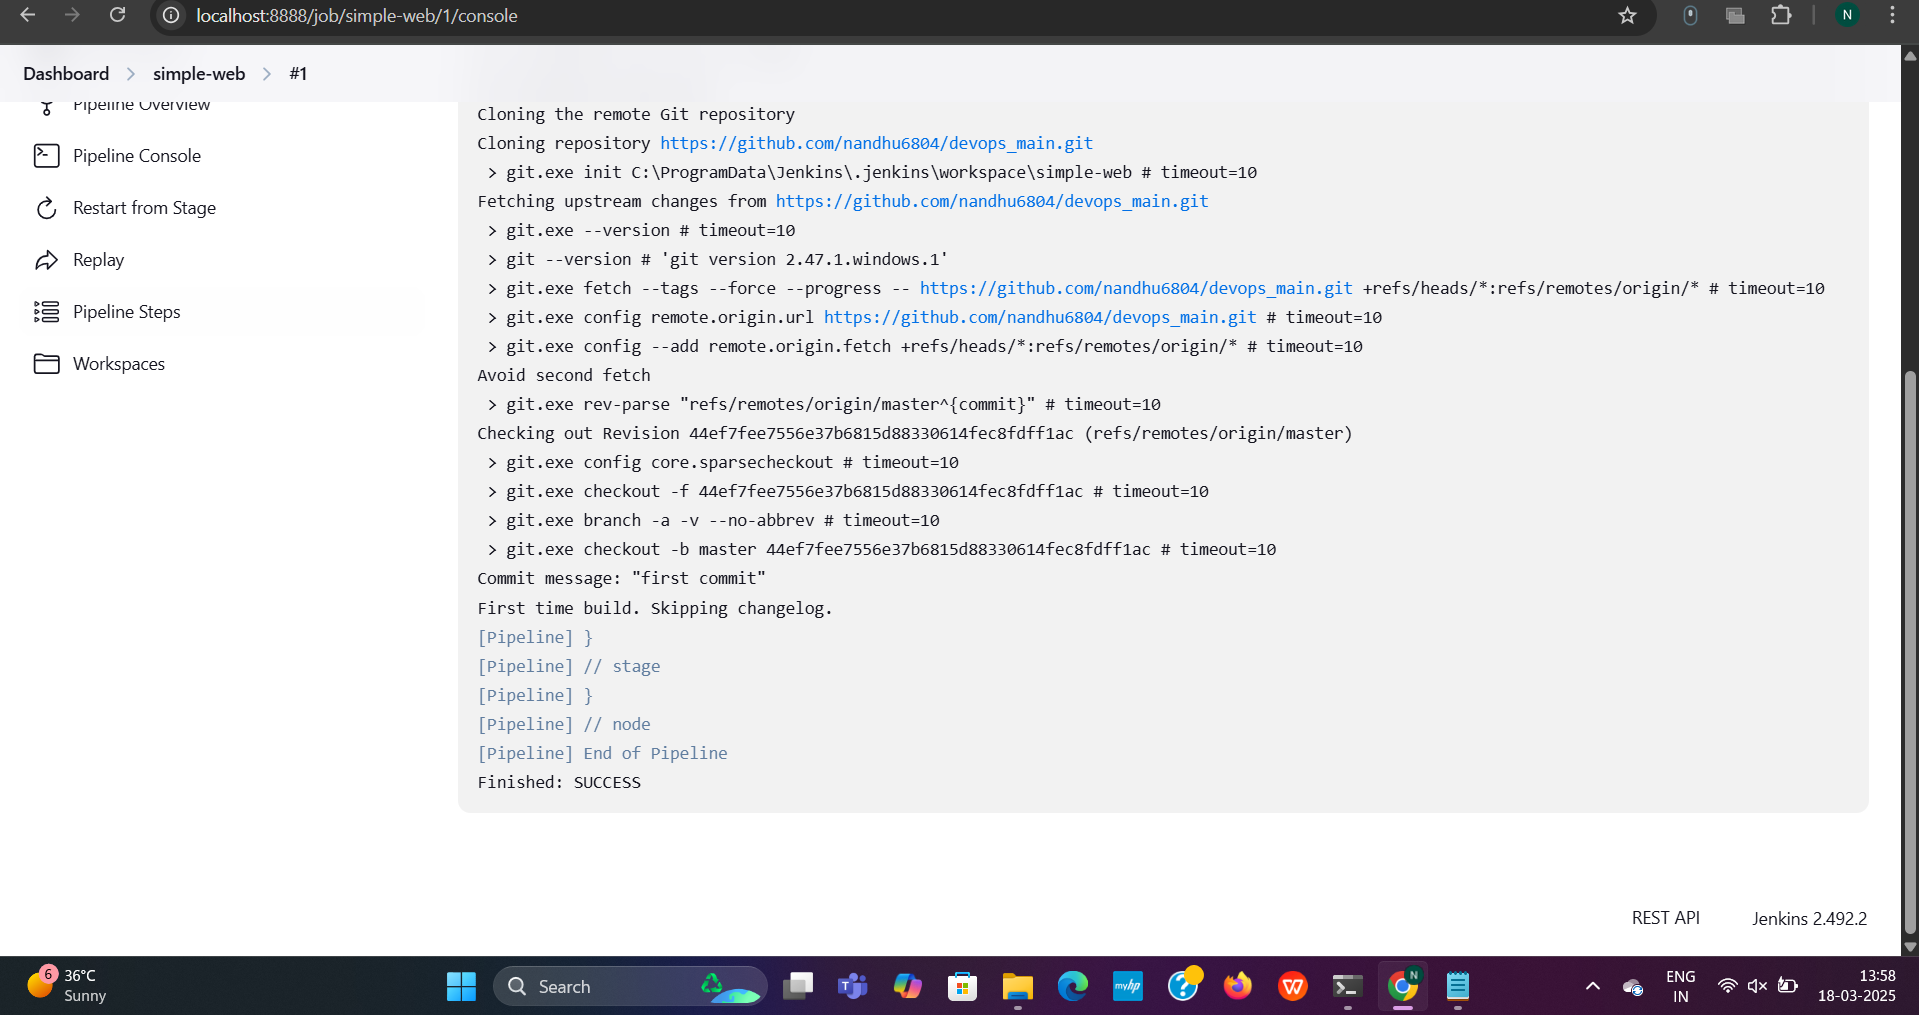 localhost:8888/job/simple-web/1/console
N
Dashboard > simple-web > #1
Pipeline Overview
Pipeline Console
Restart from Stage
Replay
Pipeline Steps
Workspaces
Cloning the remote Git repository
Cloning repository https://github.com/nandhu6804/devops_main.git
> git.exe init C:\ProgramData\Jenkins\.jenkins\workspace\simple-web # timeout=10
Fetching upstream changes from https://github.com/nandhu6804/devops_main.git
> git.exe --version # timeout=10
> git --version # 'git version 2.47.1.windows.1'
> git.exe fetch --tags --force --progress -- https://github.com/nandhu6804/devops_main.git +refs/heads/*:refs/remotes/origin/* # timeout=10
> git.exe config remote.origin.url https://github.com/nandhu6804/devops_main.git # timeout=10
> git.exe config --add remote.origin.fetch +refs/heads/*:refs/remotes/origin/* # timeout=10
Avoid second fetch
> git.exe rev-parse "refs/remotes/origin/master^{commit}" # timeout=10
Checking out Revision 44ef7fee7556e37b6815d88330614fec8fdff1ac (refs/remotes/origin/master)
> git.exe config core.sparsecheckout # timeout=10
> git.exe checkout -f 44ef7fee7556e37b6815d88330614fec8fdff1ac # timeout=10
> git.exe branch -a -v --no-abbrev # timeout=10
> git.exe checkout -b master 44ef7fee7556e37b6815d88330614fec8fdff1ac # timeout=10
Commit message: "first commit"
First time build. Skipping changelog.
[Pipeline] }
[Pipeline] // stage
[Pipeline] }
[Pipeline] // node
[Pipeline] End of Pipeline
Finished: SUCCESS
REST API
Jenkins 2.492.2
6
36°C
Sunny
Search
myhp
N
ENG
IN
13:58
18-03-2025